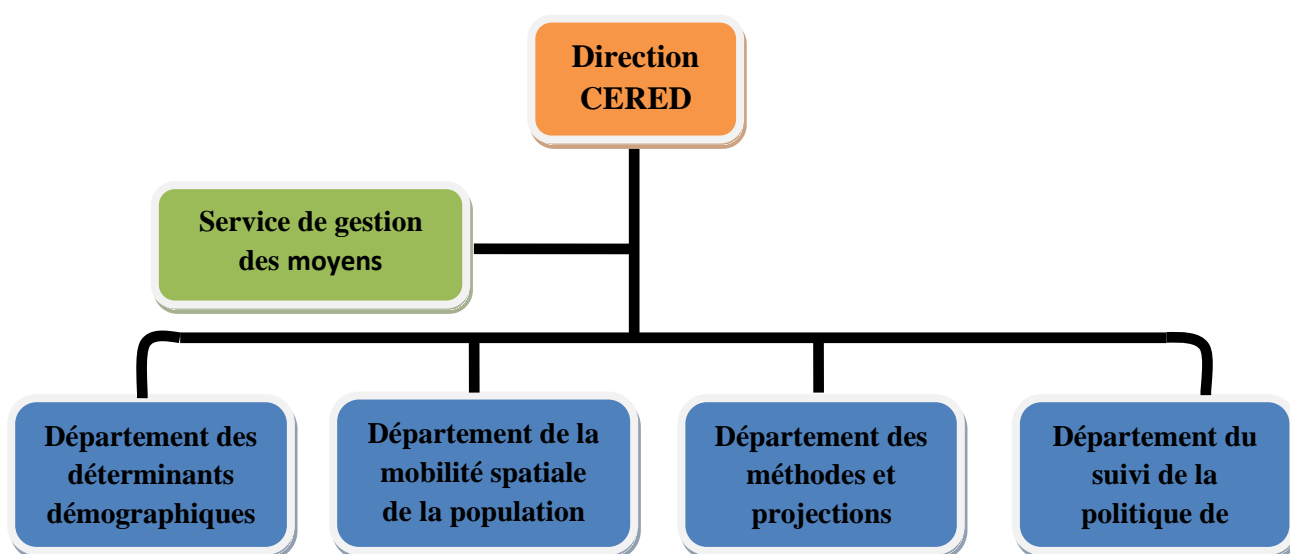 Direction
CERED
Service de gestion
des moyens
Département des
déterminants
démographiques
Département de la
mobilité spatiale
de la population
Département des
méthodes et
projections
Département du
suivi de la
politique de